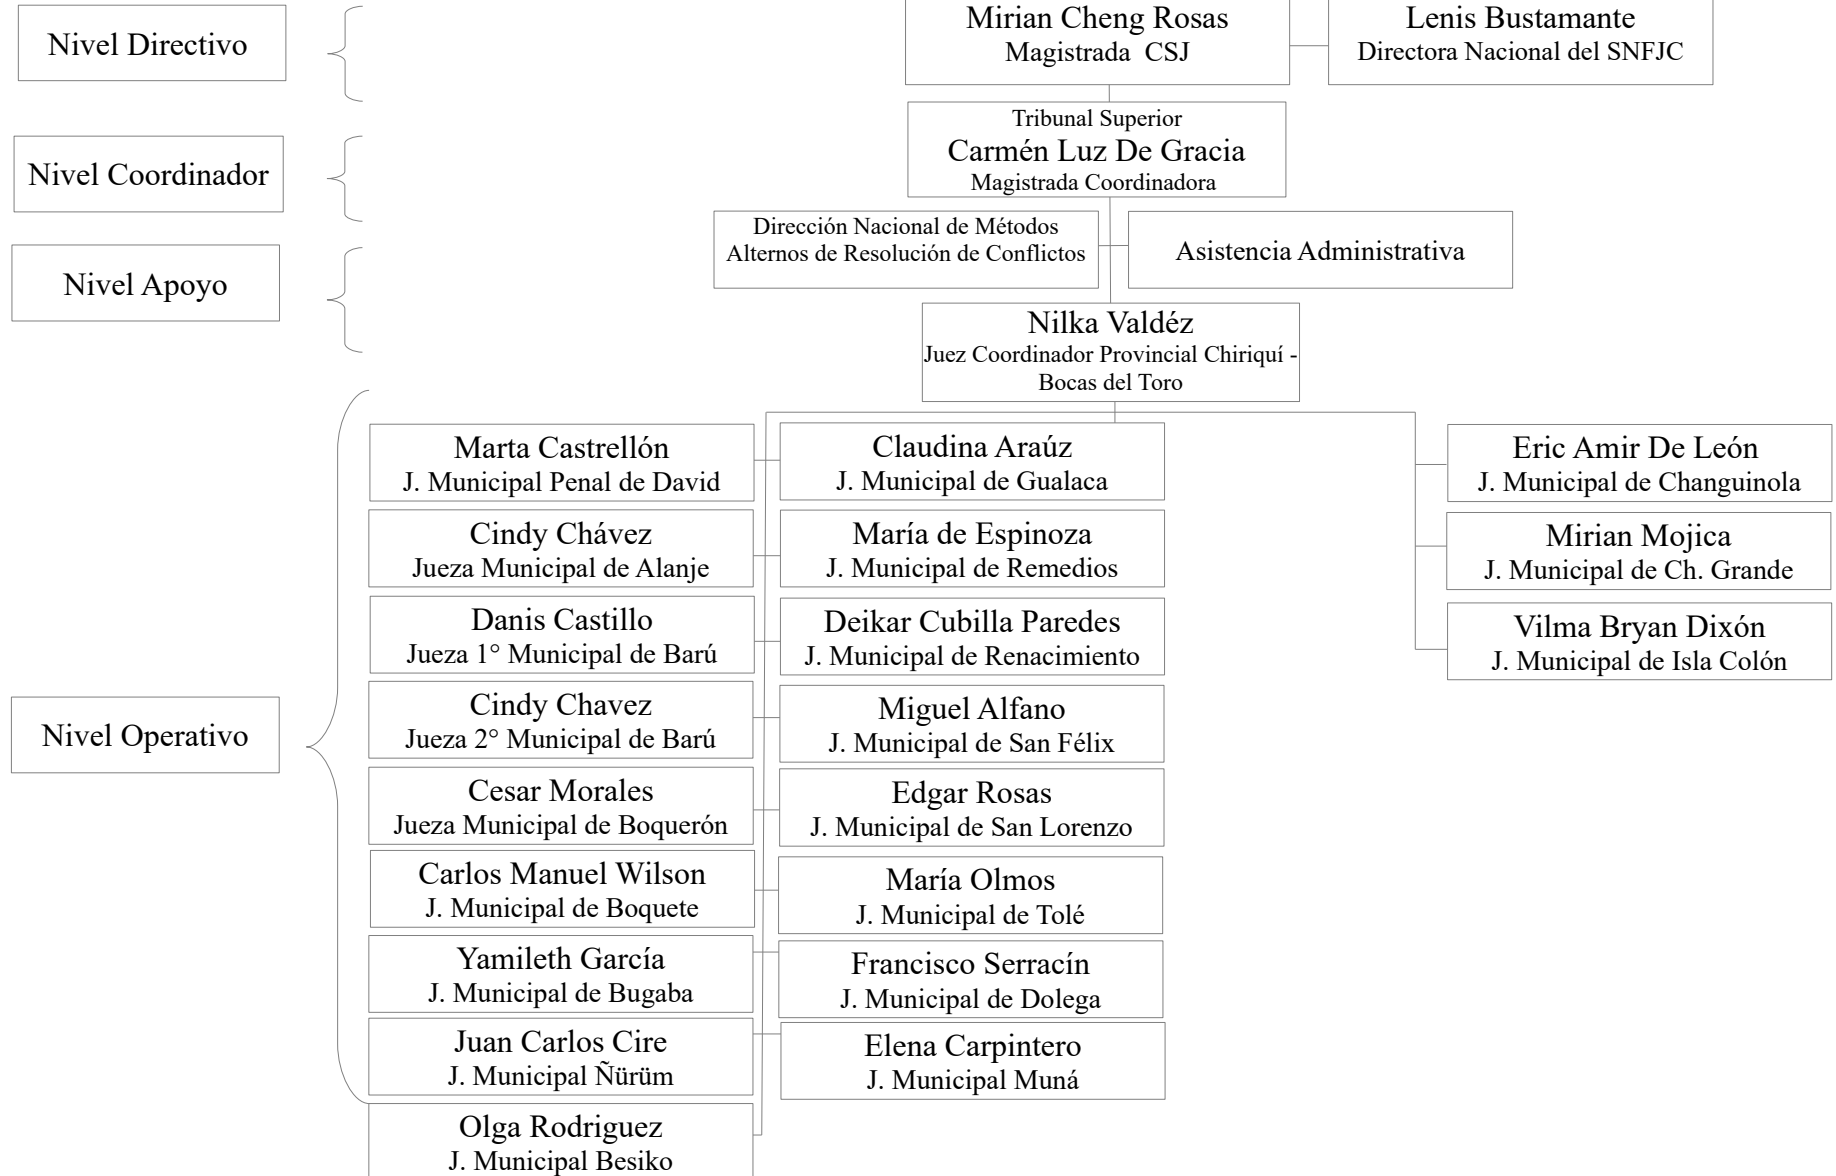 Nivel Directivo
Mirian Cheng Rosas
Magistrada CSJ
Lenis Bustamante
Directora Nacional del SNFJC
Nivel Coordinador
Tribunal Superior
Carmén Luz De Gracia
Magistrada Coordinadora
Nivel Apoyo
Dirección Nacional de Métodos
Alternos de Resolución de Conflictos
Asistencia Administrativa
Nilka Valdéz
Juez Coordinador Provincial Chiriquí -
Bocas del Toro
Nivel Operativo
Marta Castrellón
J. Municipal Penal de David
Cindy Chávez
Jueza Municipal de Alanje
Danis Castillo
Jueza 1° Municipal de Barú
Cindy Chavez
Jueza 2° Municipal de Barú
Cesar Morales
Jueza Municipal de Boquerón
Carlos Manuel Wilson
J. Municipal de Boquete
Yamileth García
J. Municipal de Bugaba
Juan Carlos Cire
J. Municipal Ñürüm
Olga Rodriguez
J. Municipal Besiko
Claudina Araúz
J. Municipal de Gualaca
María de Espinoza
J. Municipal de Remedios
Deikar Cubilla Paredes
J. Municipal de Renacimiento
Miguel Alfano
J. Municipal de San Félix
Edgar Rosas
J. Municipal de San Lorenzo
María Olmos
J. Municipal de Tolé
Francisco Serracín
J. Municipal de Dolega
Elena Carpintero
J. Municipal Muná
Eric Amir De León
J. Municipal de Changuinola
Mirian Mojica
J. Municipal de Ch. Grande
Vilma Bryan Dixón
J. Municipal de Isla Colón